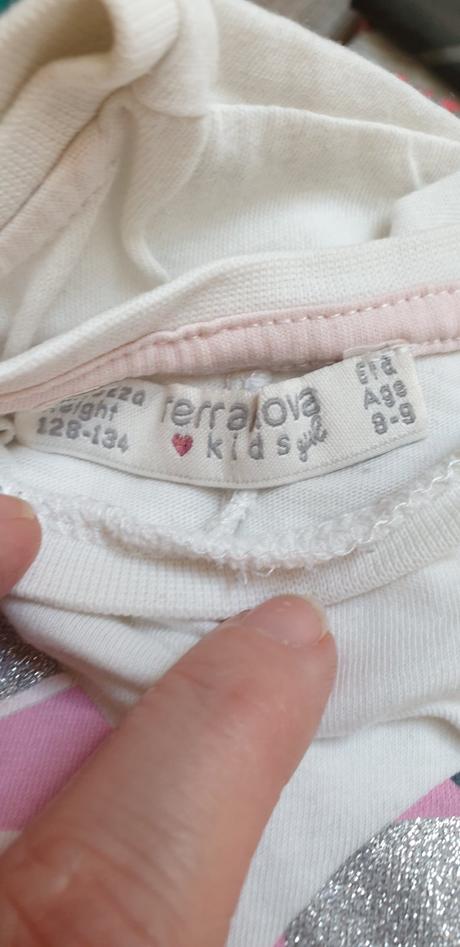 Height
128-134
terranova
kids girl
Età
Age
8-9